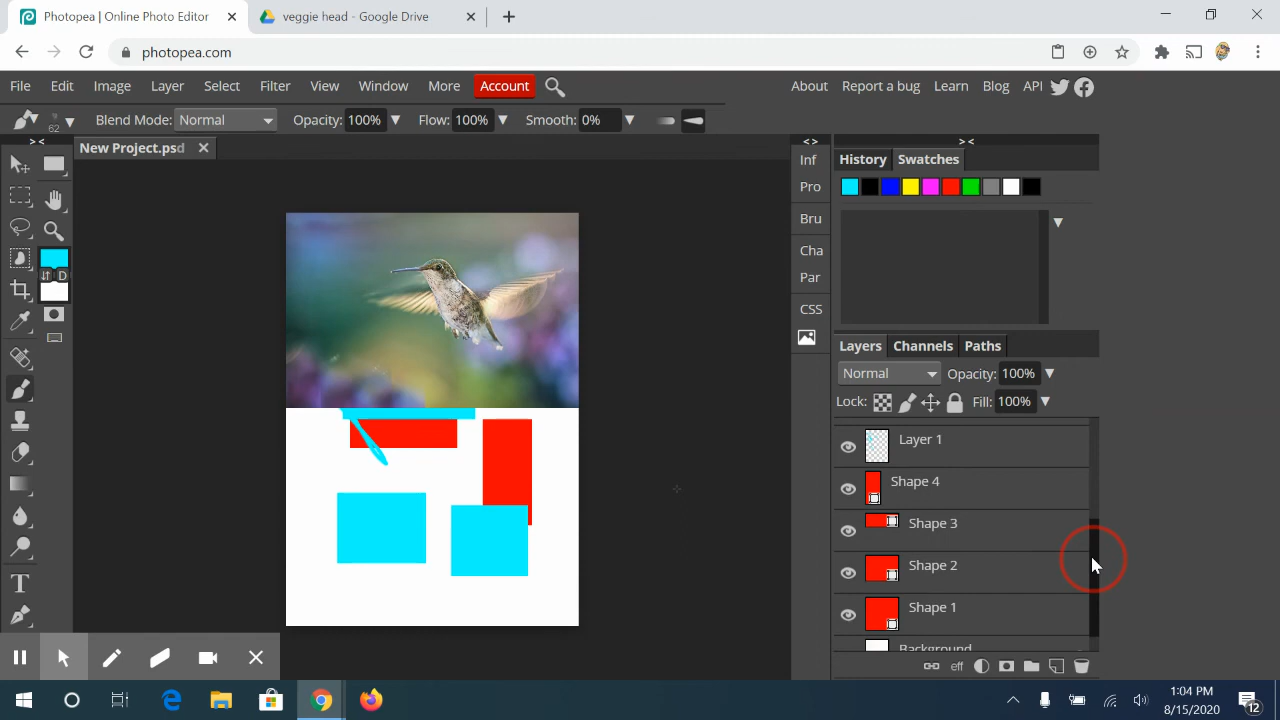 Photopea | Online Photo Editor
veggie head - Google Drive
photopea.com
File Edit Image Layer Select Filter View Window More Account
About Report a bug Learn Blog API
62 Blend Mode: Normal Opacity: 100% Flow: 100% Smooth: 0%
> < New Project.psd
< > > <
Inf
Pro
Bru
Cha
Par
CSS
History Swatches
D
Layers Channels Paths
Normal Opacity: 100%
Lock: Fill: 100%
Layer 1
Shape 4
Shape 3
Shape 2
Shape 1
Background
T
eff
1:04 PM
8/15/2020
12